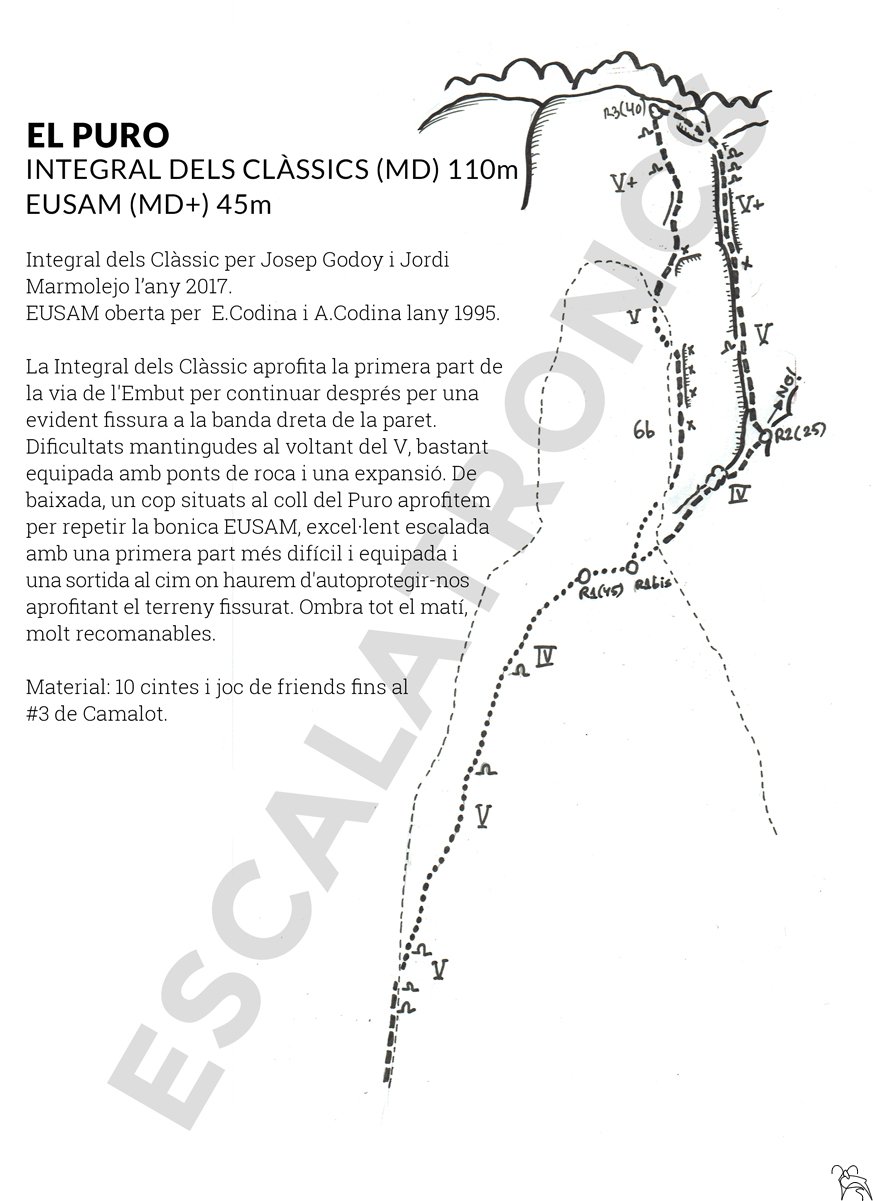 EL PURO
INTEGRAL DELS CLÀSSICS (MD) 110m
EUSAM (MD+) 45m
Integral dels Clàssic per Josep Godoy i Jordi
Marmolejo l'any 2017.
EUSAM oberta per E.Codina i A.Codina lany 1995.
La Integral dels Clàssic aprofita la primera part de
la via de l'Embut per continuar després per una
evident fissura a la banda dreta de la paret.
Dificultats mantingudes al voltant del V, bastant
equipada amb ponts de roca i una expansió. De
baixada, un cop situats al coll del Puro aprofitem
per repetir la bonica EUSAM, excel·lent escalada
amb una primera part més difícil i equipada i
una sortida al cim on haurem d'autoprotegir-nos
aprofitant el terreny fissurat. Ombra tot el matí,
molt recomanables.
Material: 10 cintes i joc de friends fins al
#3 de Camalot.
R3(40)
V+
V+
V
V
NO!
6b
R2(25)
IV
R1(45)
R1bis
IV
V
V
ESCALATRONCS